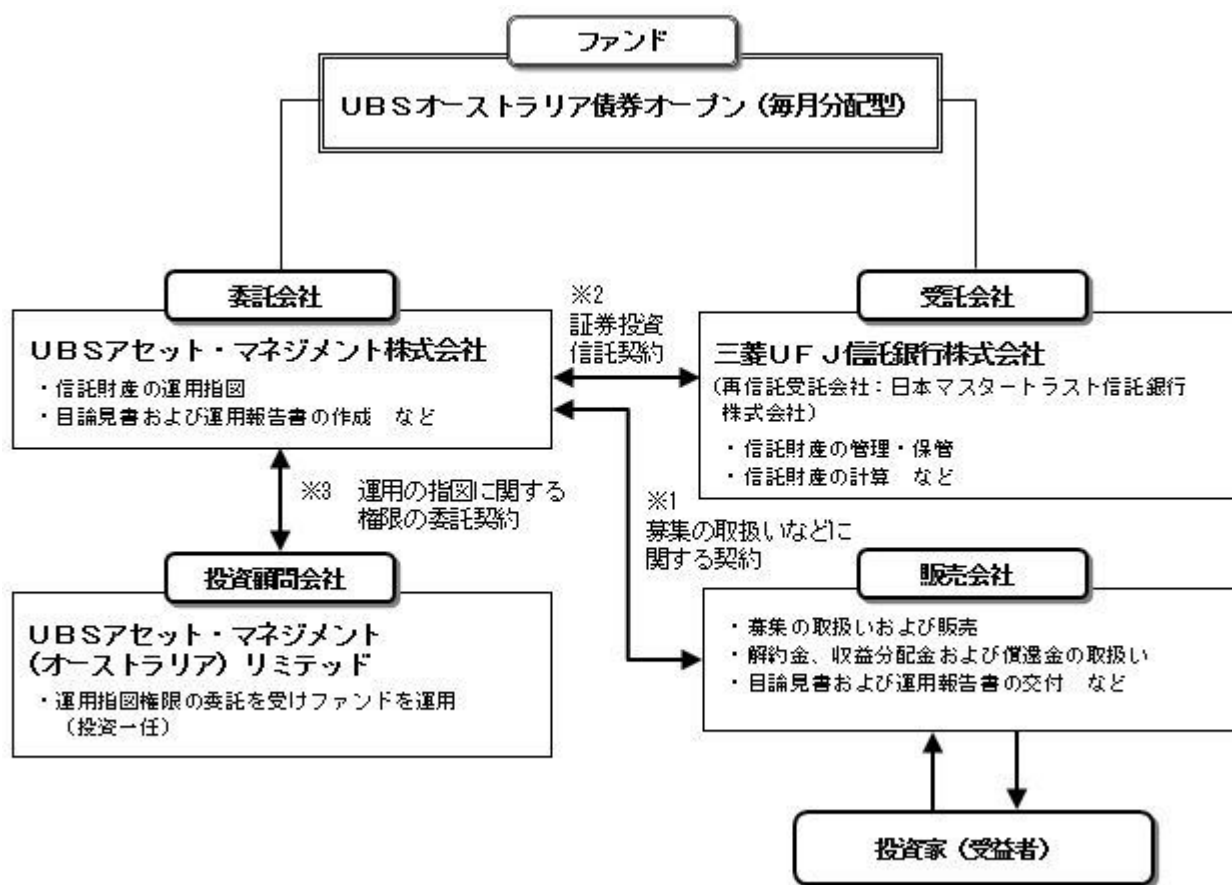 ファンド
UBSオーストラリア債券オープン(毎月分配型)
委託会社
UBSアセット・マネジメント株式会社
・信託財産の運用指図
・目論見書および運用報告書の作成　など
※2
証券投資
信託契約
受託会社
三菱UFJ信託銀行株式会社
(再信託受託会社:日本マスタートラスト信託銀行
株式会社)
・信託財産の管理・保管
・信託財産の計算　など
※3　運用の指図に関する
権限の委託契約
※1
募集の取扱いなどに
関する契約
投資顧問会社
UBSアセット・マネジメント
(オーストラリア)リミテッド
・運用指図権限の委託を受けファンドを運用
(投資一任)
販売会社
・募集の取扱いおよび販売
・解約金、収益分配金および償還金の取扱い
・目論見書および運用報告書の交付　など
投資家(受益者)